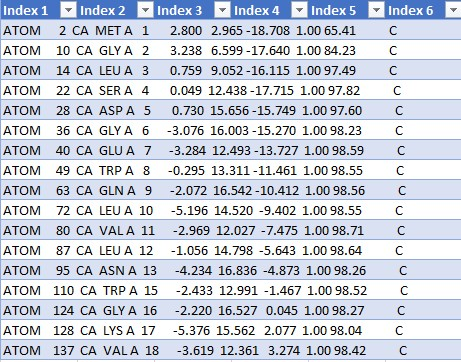 Index 1 Index 2 Index 3 Index 4 Index 5 Index 6
ATOM 2 CA MET A 1 2.800 2.965 -18.708 1.00 65.41 C
ATOM 10 CA GLY A 2 3.238 6.599 -17.640 1.00 84.23 C
ATOM 14 CA LEU A 3 0.759 9.052 -16.115 1.00 97.49 C
ATOM 22 CA SER A 4 0.049 12.438 -17.715 1.00 97.82 C
ATOM 28 CA ASP A 5 0.730 15.656 -15.749 1.00 97.60 C
ATOM 36 CA GLY A 6 -3.076 16.003 -15.270 1.00 98.23 C
ATOM 40 CA GLU A 7 -3.284 12.493 -13.727 1.00 98.59 C
ATOM 49 CA TRP A 8 -0.295 13.311 -11.461 1.00 98.55 C
ATOM 63 CA GLN A 9 -2.072 16.542 -10.412 1.00 98.56 C
ATOM 72 CA LEU A 10 -5.196 14.520 -9.402 1.00 98.55 C
ATOM 80 CA VAL A 11 -2.969 12.027 -7.475 1.00 98.71 C
ATOM 87 CA LEU A 12 -1.056 14.798 -5.643 1.00 98.64 C
ATOM 95 CA ASN A 13 -4.234 16.836 -4.873 1.00 98.26 C
ATOM 110 CA TRP A 15 -2.433 12.991 -1.467 1.00 98.52 C
ATOM 124 CA GLY A 16 -2.220 16.527 0.045 1.00 98.27 C
ATOM 128 CA LYS A 17 -5.376 15.562 2.077 1.00 98.04 C
ATOM 137 CA VAL A 18 -3.619 12.361 3.274 1.00 98.42 C